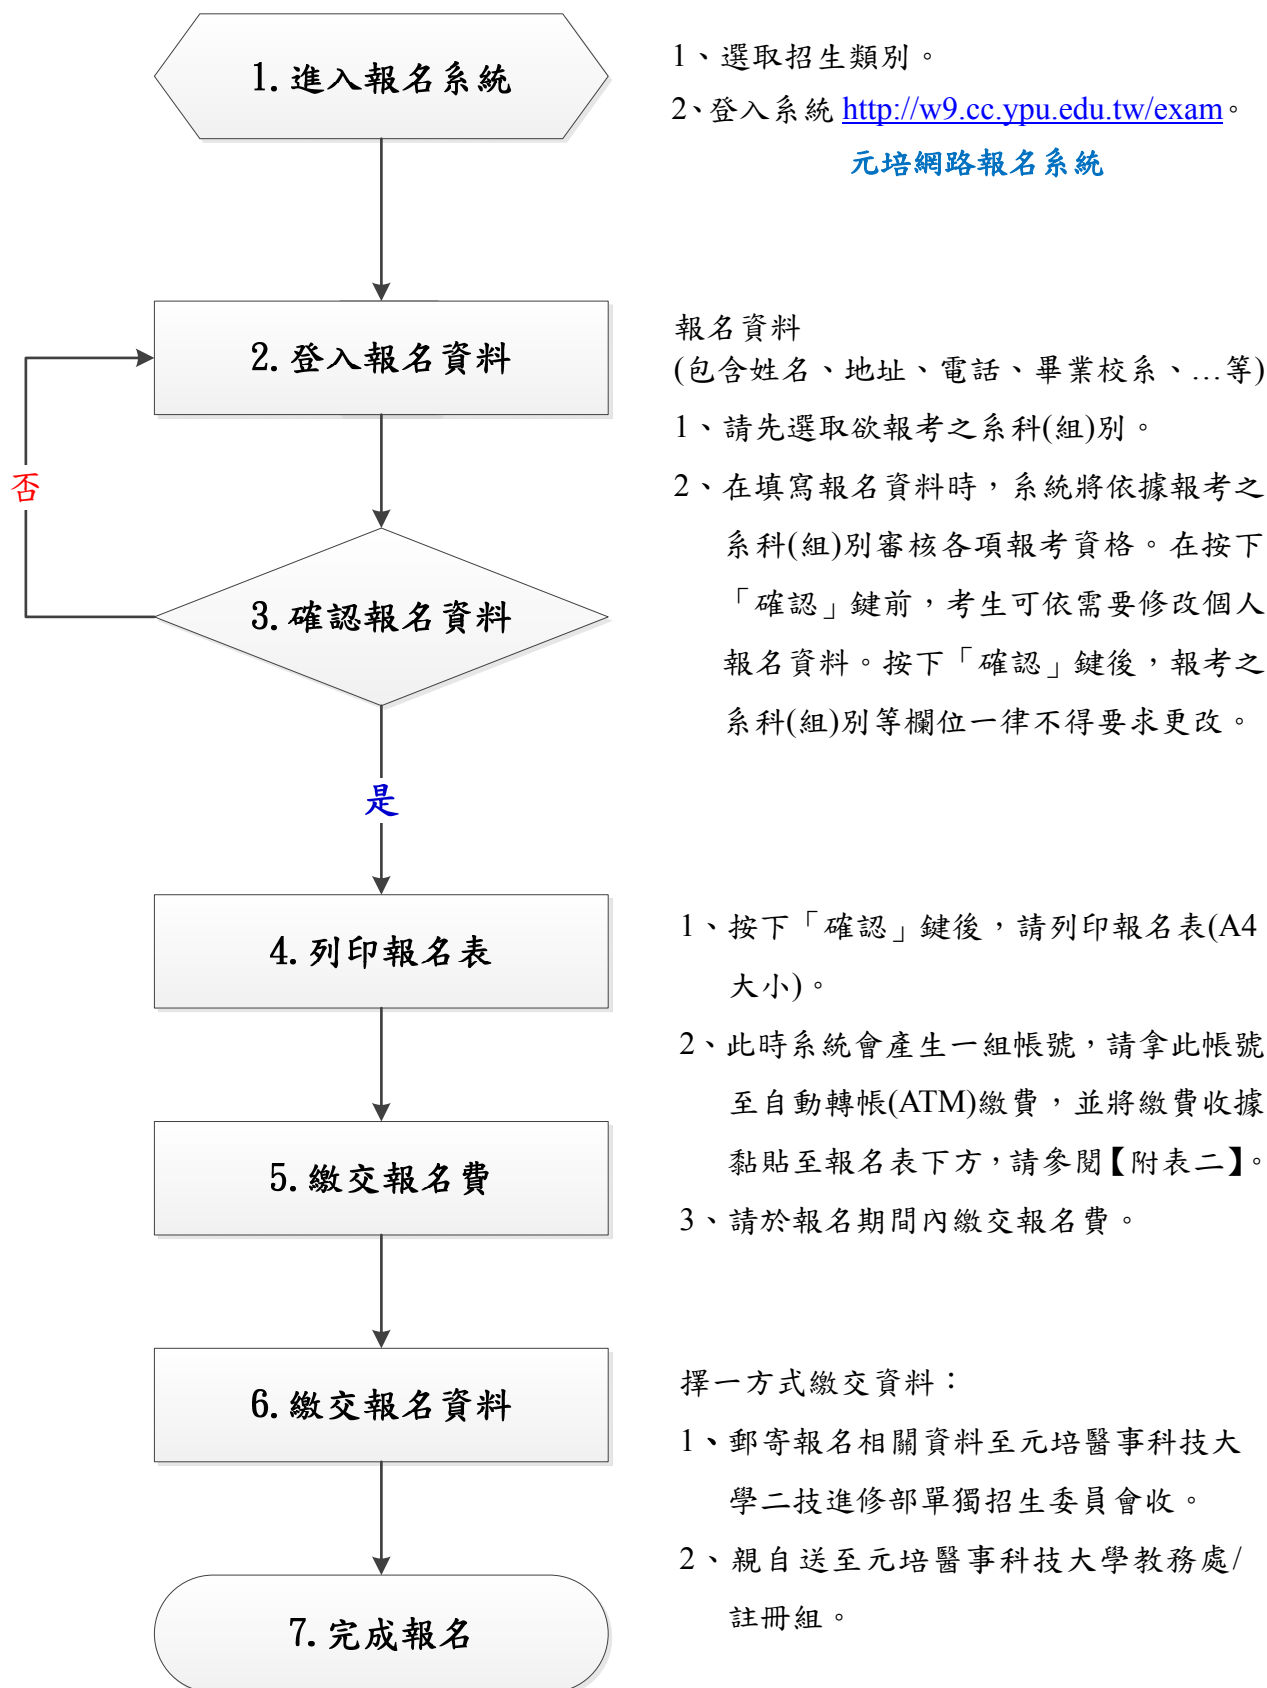 1.進入報名系統
1、選取招生類別。
2、登入系統 http://w9.cc.ypu.edu.tw/exam。
元培網路報名系統
2.登入報名資料
報名資料
(包含姓名、地址、電話、畢業校系、…等)
1、請先選取欲報考之系科(組)別。
2、在填寫報名資料時，系統將依據報考之
系科(組)別審核各項報考資格。在按下
「確認」鍵前，考生可依需要修改個人
報名資料。按下「確認」鍵後，報考之
系科(組)別等欄位一律不得要求更改。
否
3.確認報名資料
是
4.列印報名表
1、按下「確認」鍵後，請列印報名表(A4
大小)。
2、此時系統會產生一組帳號，請拿此帳號
至自動轉帳(ATM)繳費，並將繳費收據
黏貼至報名表下方，請參閱【附表二】。
3、請於報名期間內繳交報名費。
5.繳交報名費
6.繳交報名資料
擇一方式繳交資料：
1、郵寄報名相關資料至元培醫事科技大
學二技進修部單獨招生委員會收。
2、親自送至元培醫事科技大學教務處/
註冊組。
7.完成報名